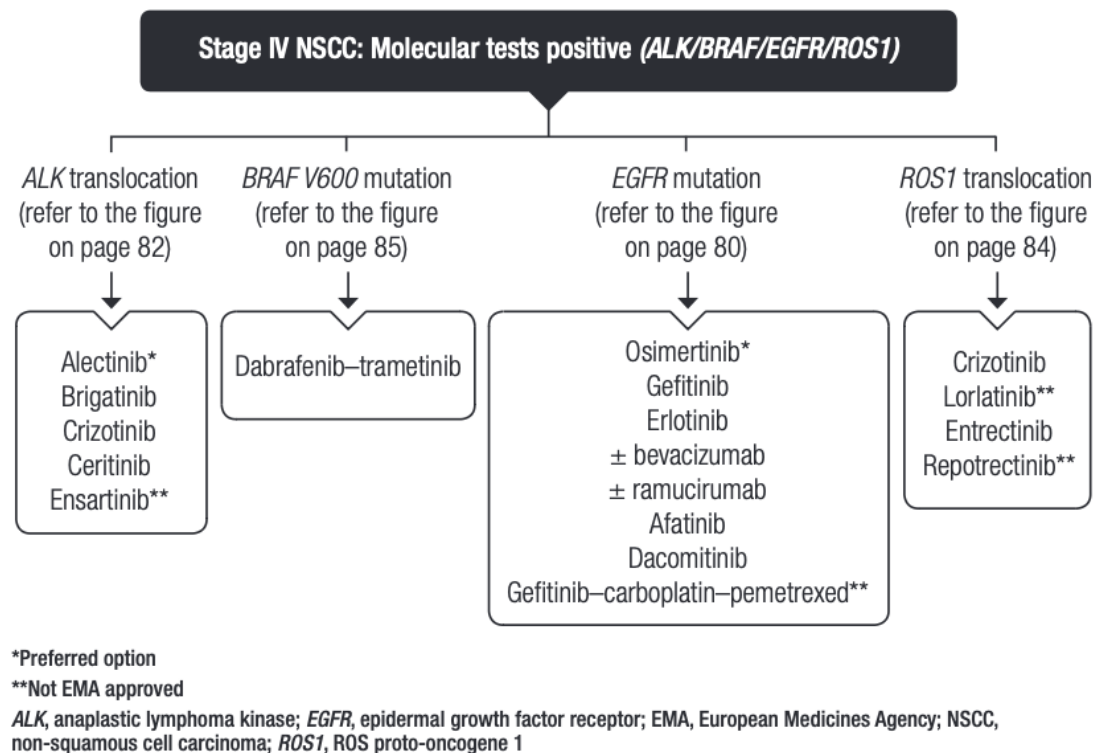 Stage IV NSCC: Molecular tests positive (ALK/BRAF/EGFR/ROS1)
ALK translocation
(refer to the figure
on page 82)
BRAF V600 mutation
(refer to the figure
on page 85)
EGFR mutation
(refer to the figure
on page 80)
ROS1 translocation
(refer to the figure
on page 84)
Alectinib*
Brigatinib
Crizotinib
Ceritinib
Ensartinib**
Dabrafenib–trametinib
Osimertinib*
Gefitinib
Erlotinib
± bevacizumab
± ramucirumab
Afatinib
Dacomitinib
Gefitinib–carboplatin–pemetrexed**
Crizotinib
Lorlatinib**
Entrectinib
Repotrectinib**
*Preferred option
**Not EMA approved
ALK, anaplastic lymphoma kinase; EGFR, epidermal growth factor receptor; EMA, European Medicines Agency; NSCC,
non-squamous cell carcinoma; ROS1, ROS proto-oncogene 1